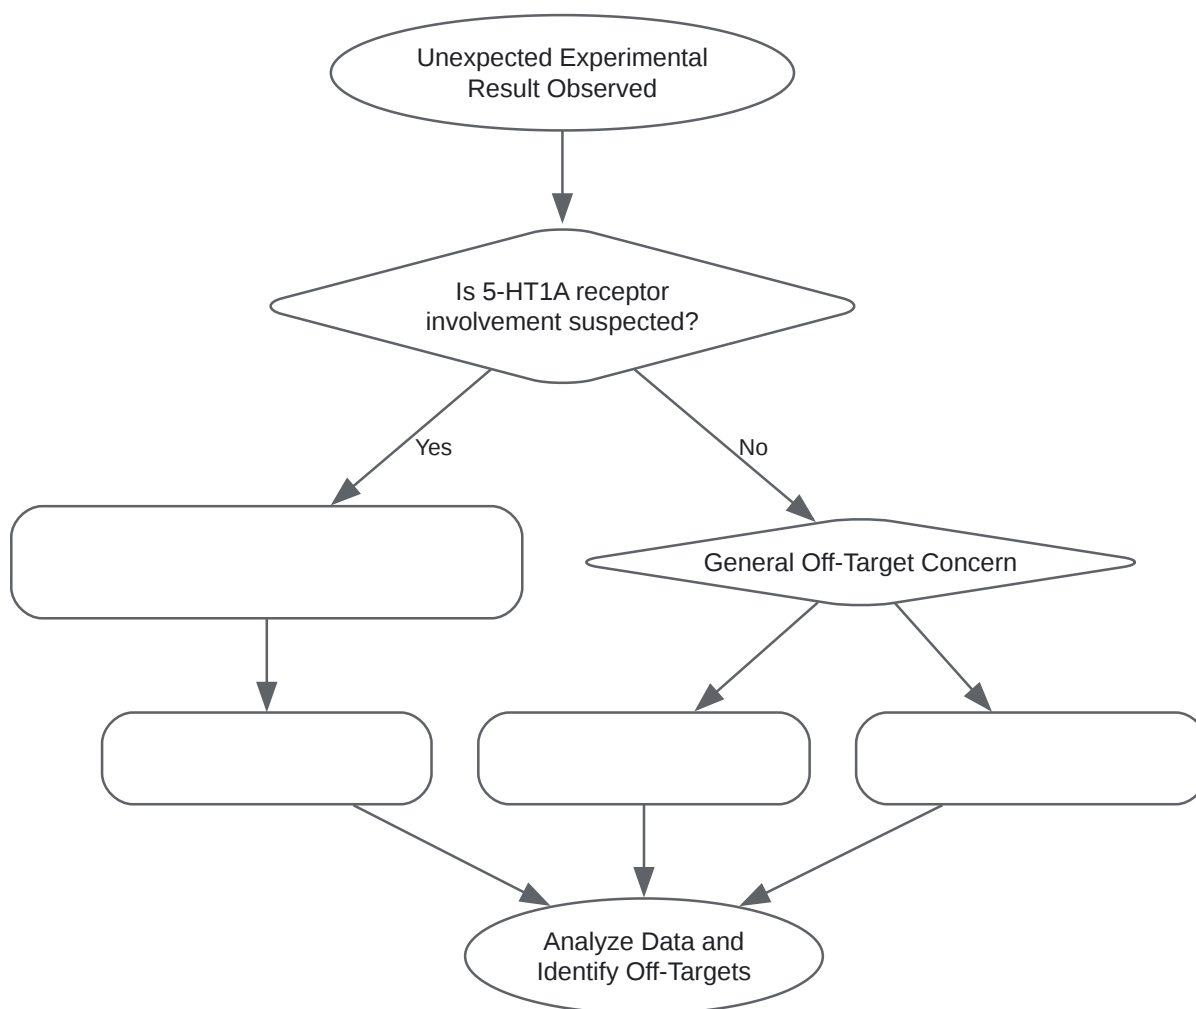 Unexpected Experimental
Result Observed
Is 5-HT1A receptor
involvement suspected?
Yes
No
General Off-Target Concern
Analyze Data and
Identify Off-Targets